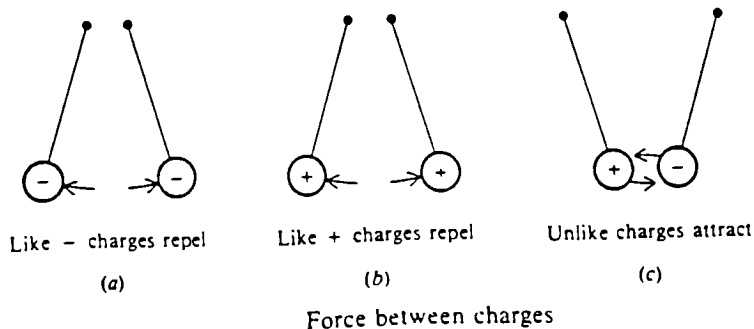 - - + + + -
Like - charges repel Like + charges repel Unlike charges attract
(a) (b) (c)
Force between charges